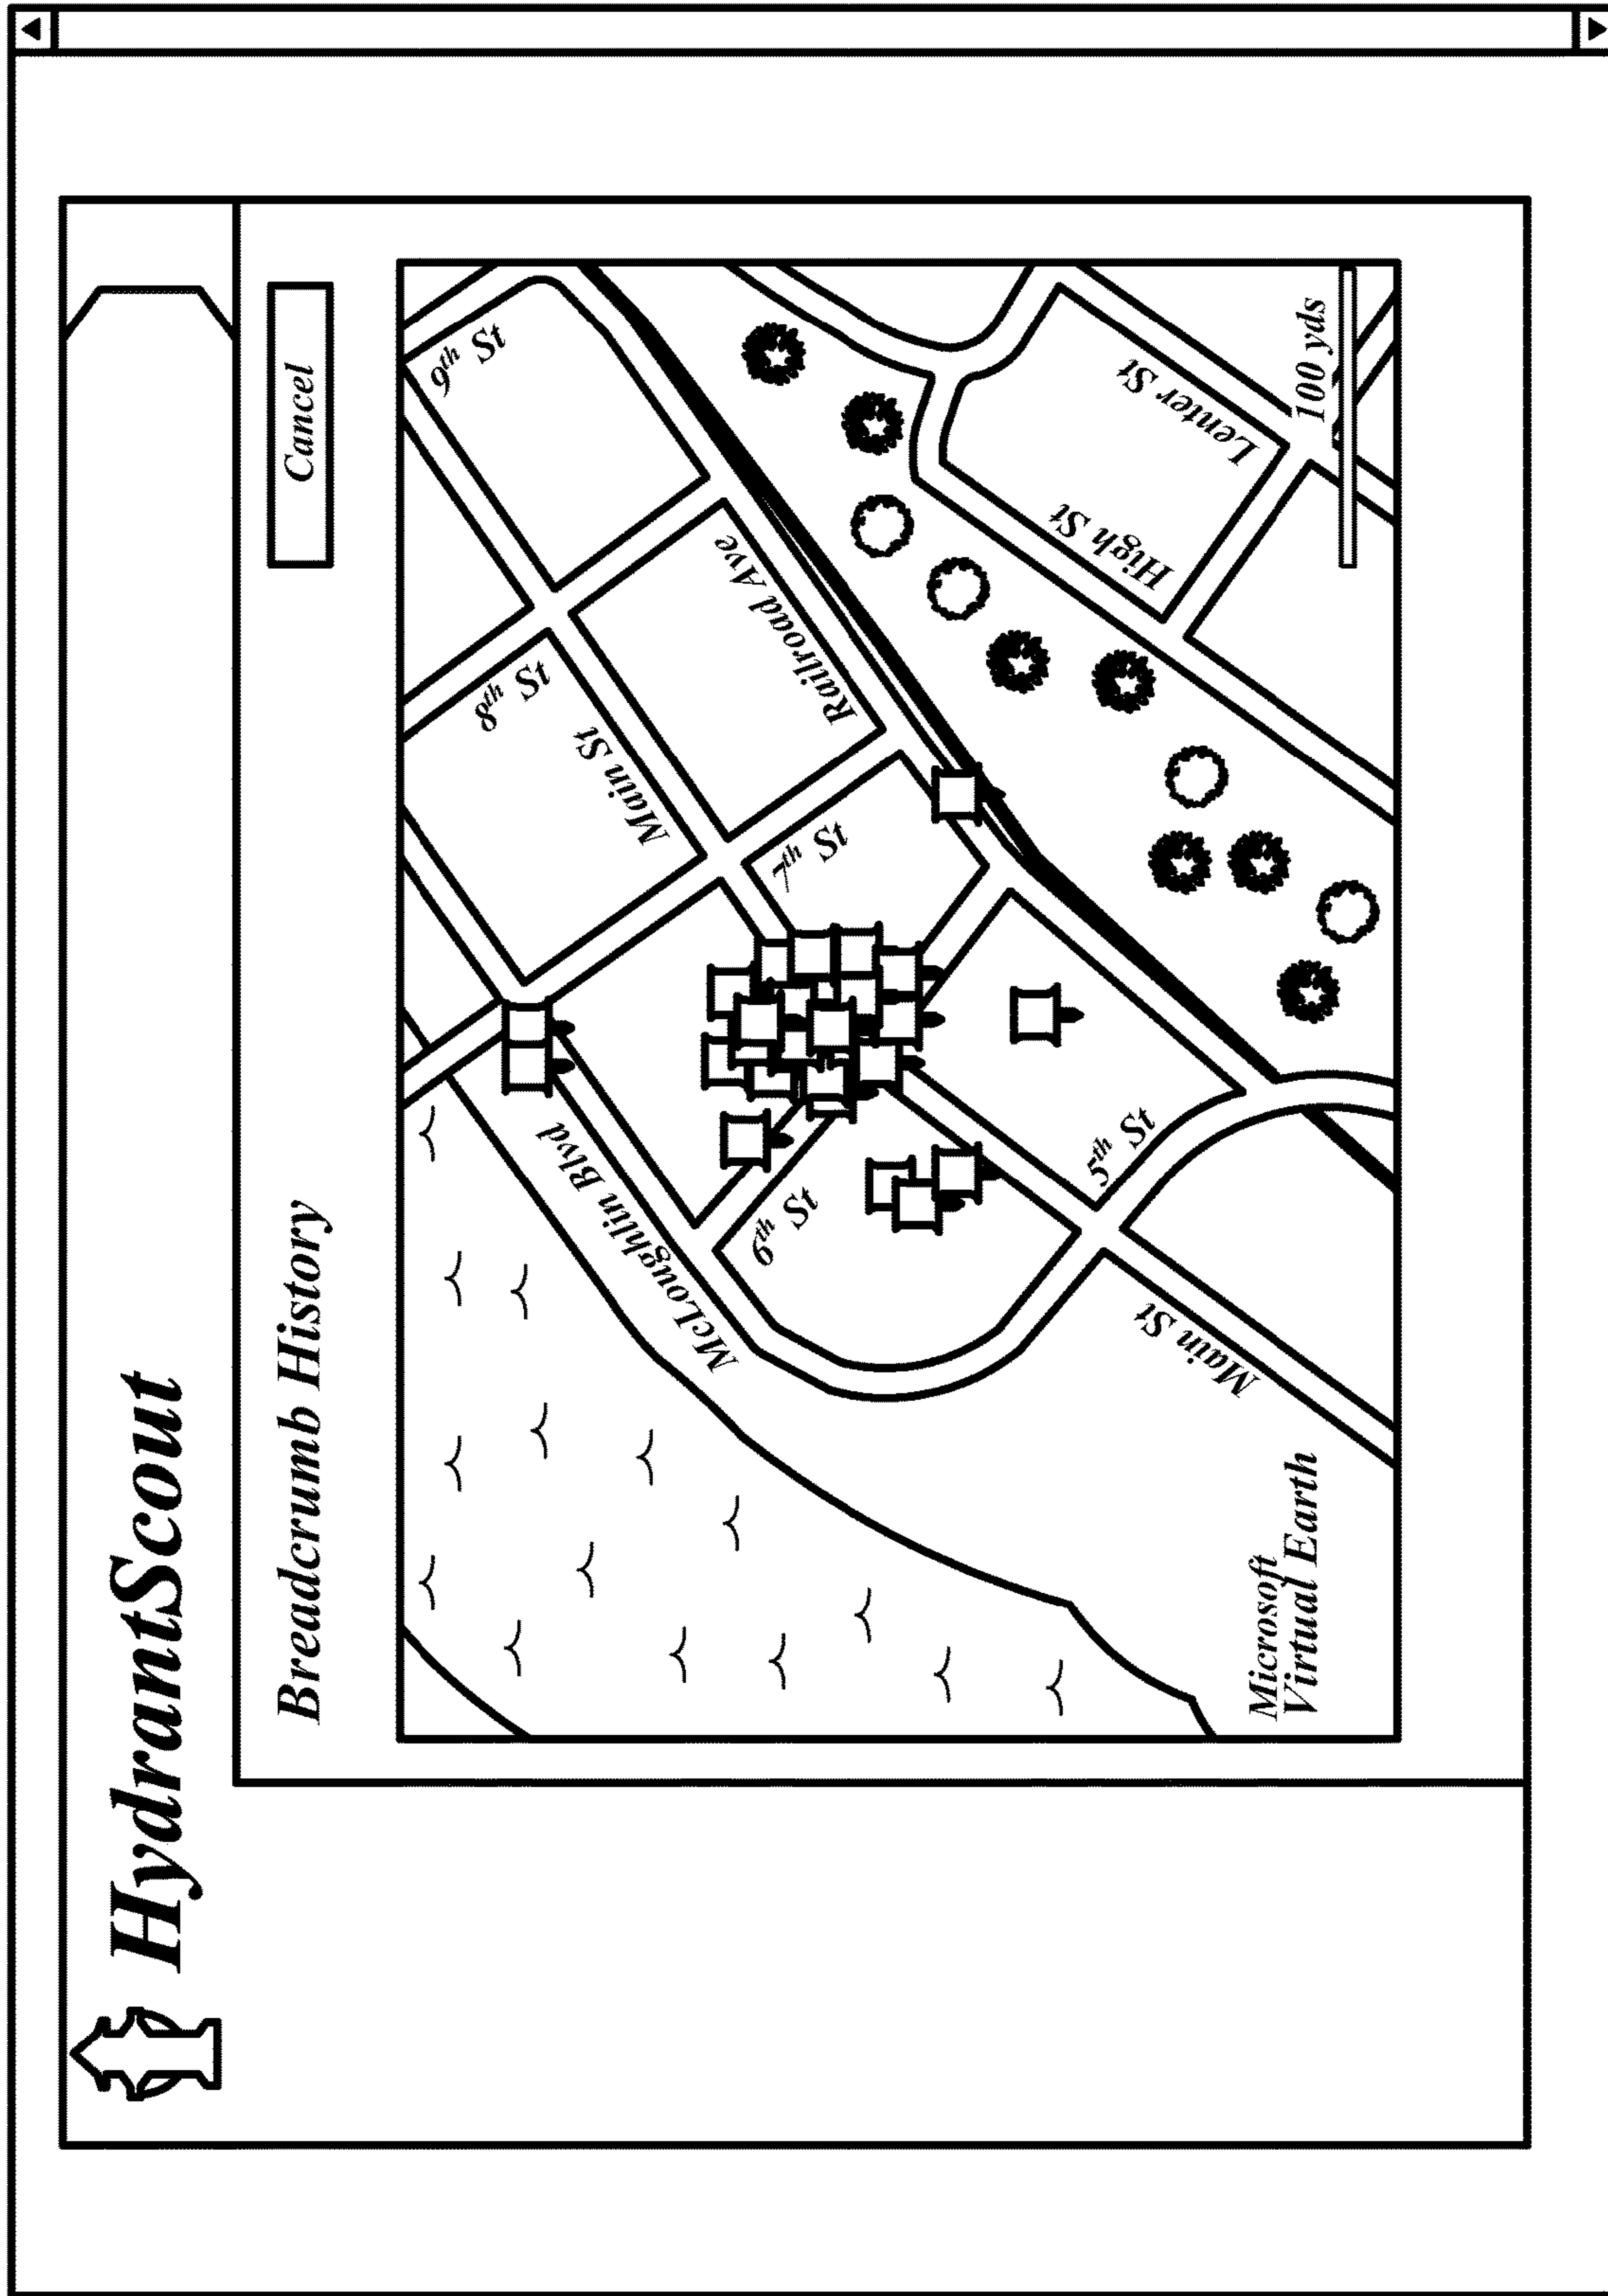 HydrantScout
Breadcrumb History
Cancel
9th St
8th St
Main St
Railroad Ave
7th St
McLoughlin Blvd
6th St
5th St
High St
Lenter St
Main St
Microsoft
Virtual Earth
100 yds